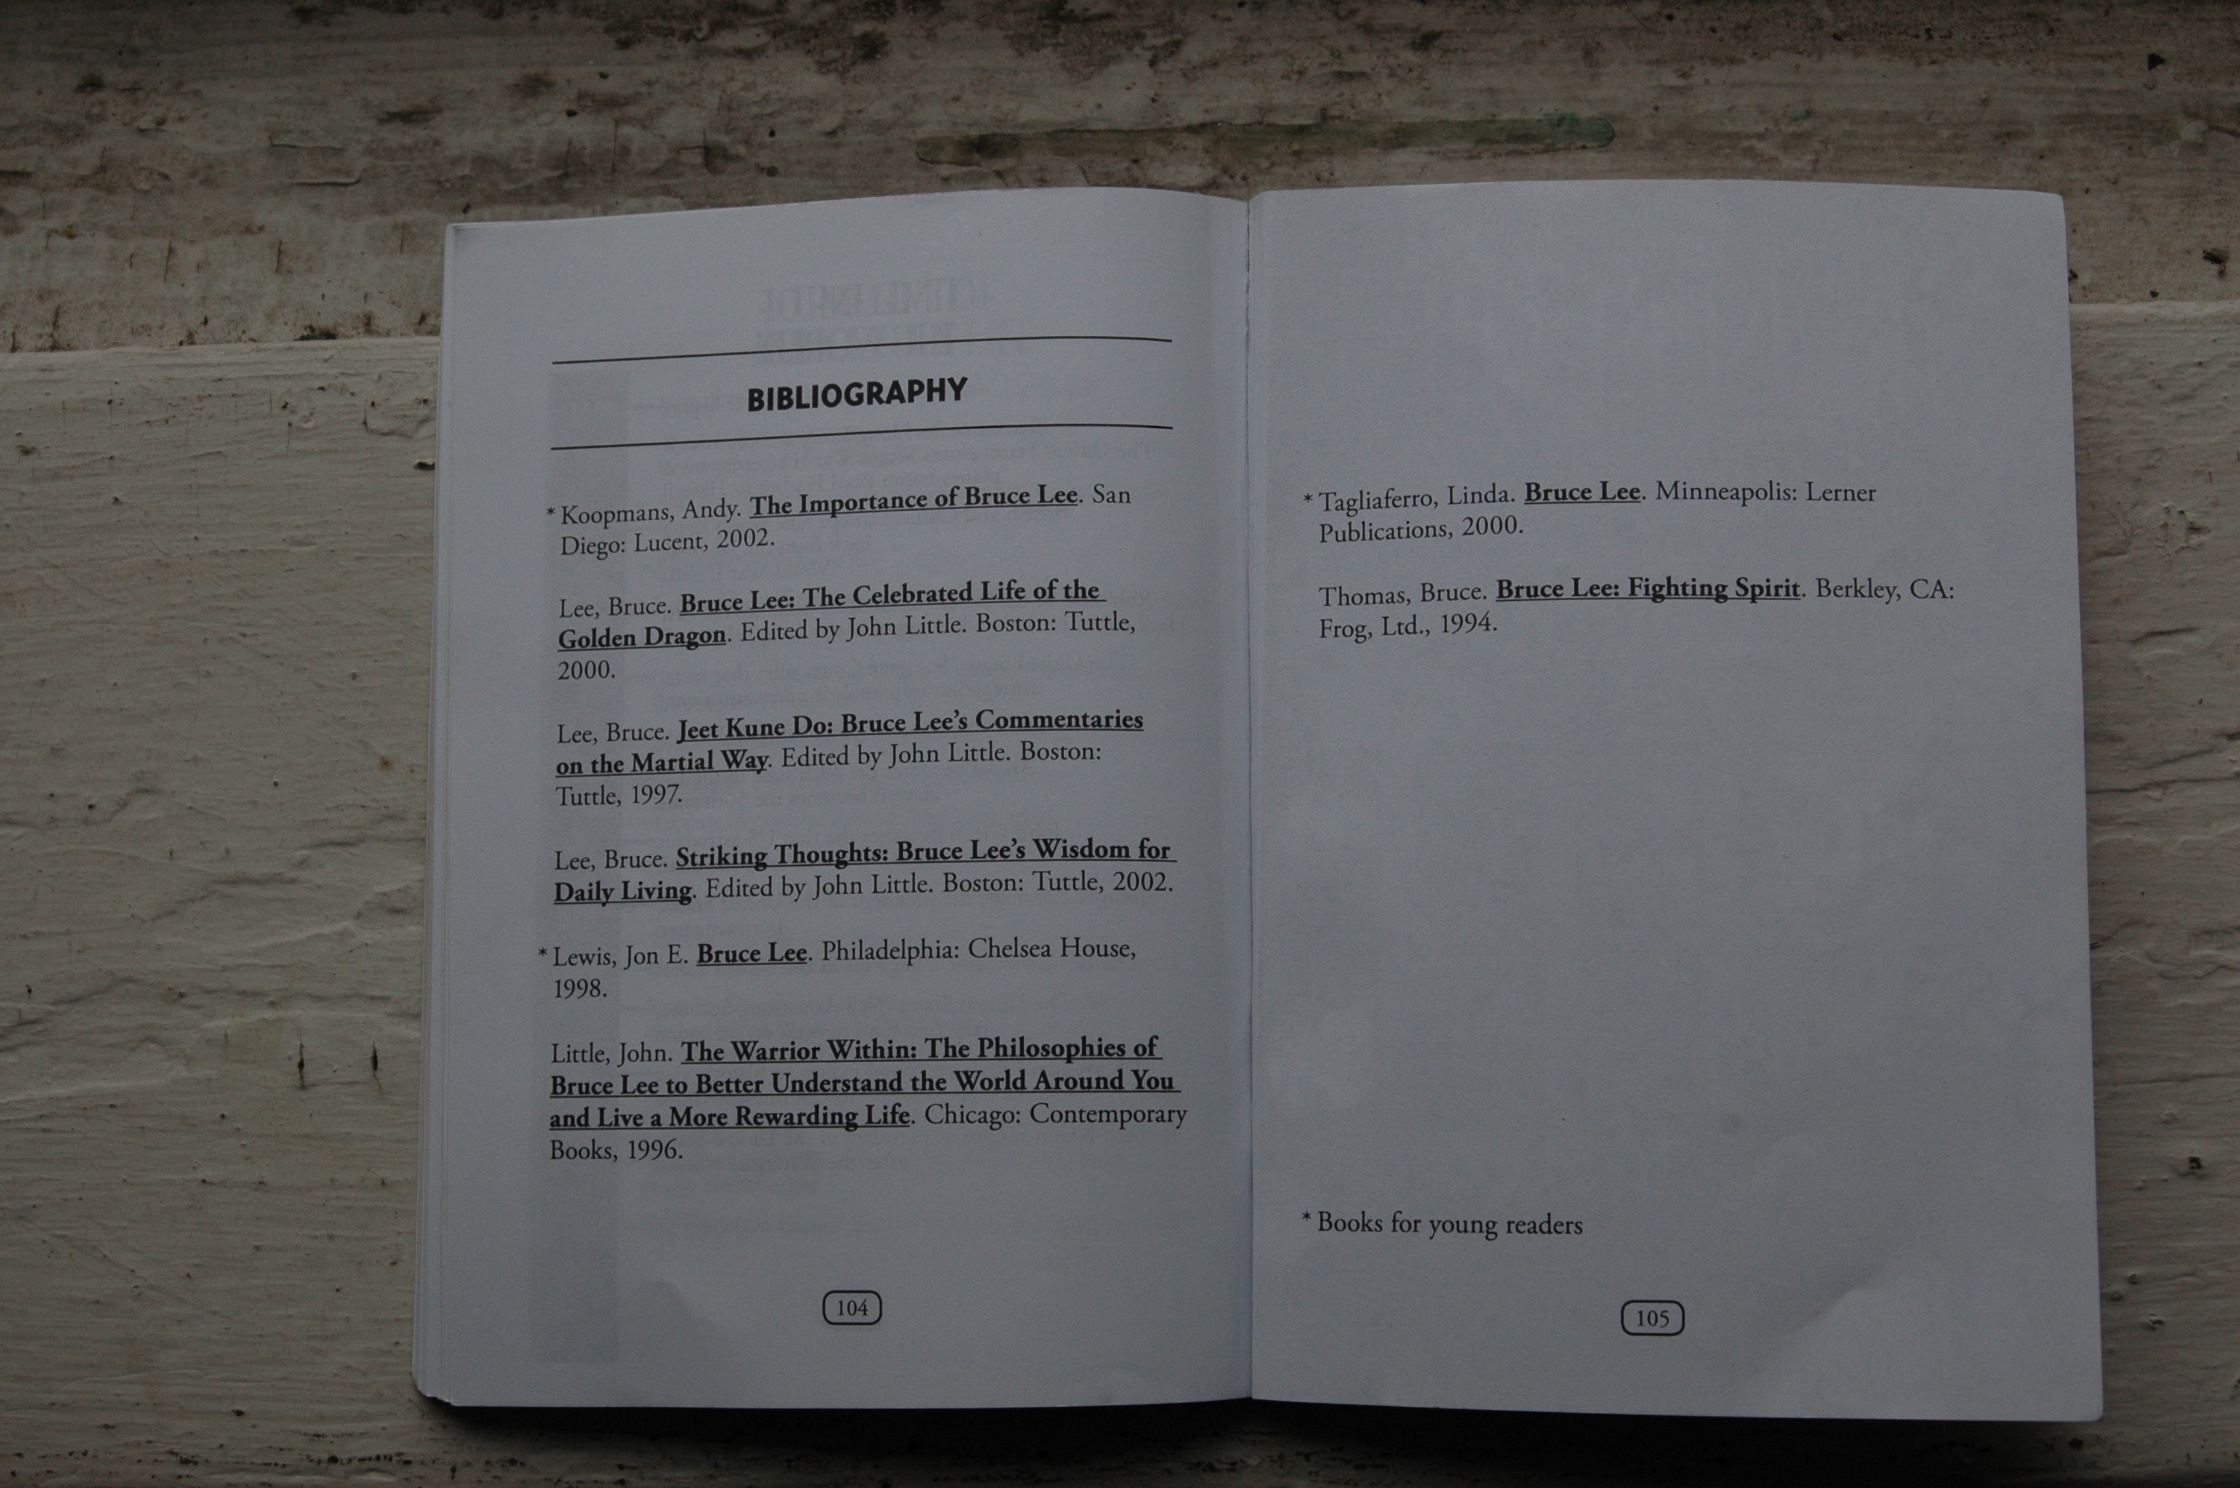 BIBLIOGRAPHY
* Koopmans, Andy. The Importance of Bruce Lee. San
Diego: Lucent, 2002.
Lee, Bruce. Bruce Lee: The Celebrated Life of the
Golden Dragon. Edited by John Little. Boston: Tuttle,
2000.
Lee, Bruce. Jeet Kune Do: Bruce Lee's Commentaries
on the Martial Way. Edited by John Little. Boston:
Tuttle, 1997.
Lee, Bruce. Striking Thoughts: Bruce Lee's Wisdom for
Daily Living. Edited by John Little. Boston: Tuttle, 2002.
* Lewis, Jon E. Bruce Lee. Philadelphia: Chelsea House,
1998.
Little, John. The Warrior Within: The Philosophies of
Bruce Lee to Better Understand the World Around You
and Live a More Rewarding Life. Chicago: Contemporary
Books, 1996.
104
* Tagliaferro, Linda. Bruce Lee. Minneapolis: Lerner
Publications, 2000.
Thomas, Bruce. Bruce Lee: Fighting Spirit. Berkley, CA:
Frog, Ltd., 1994.
* Books for young readers
105